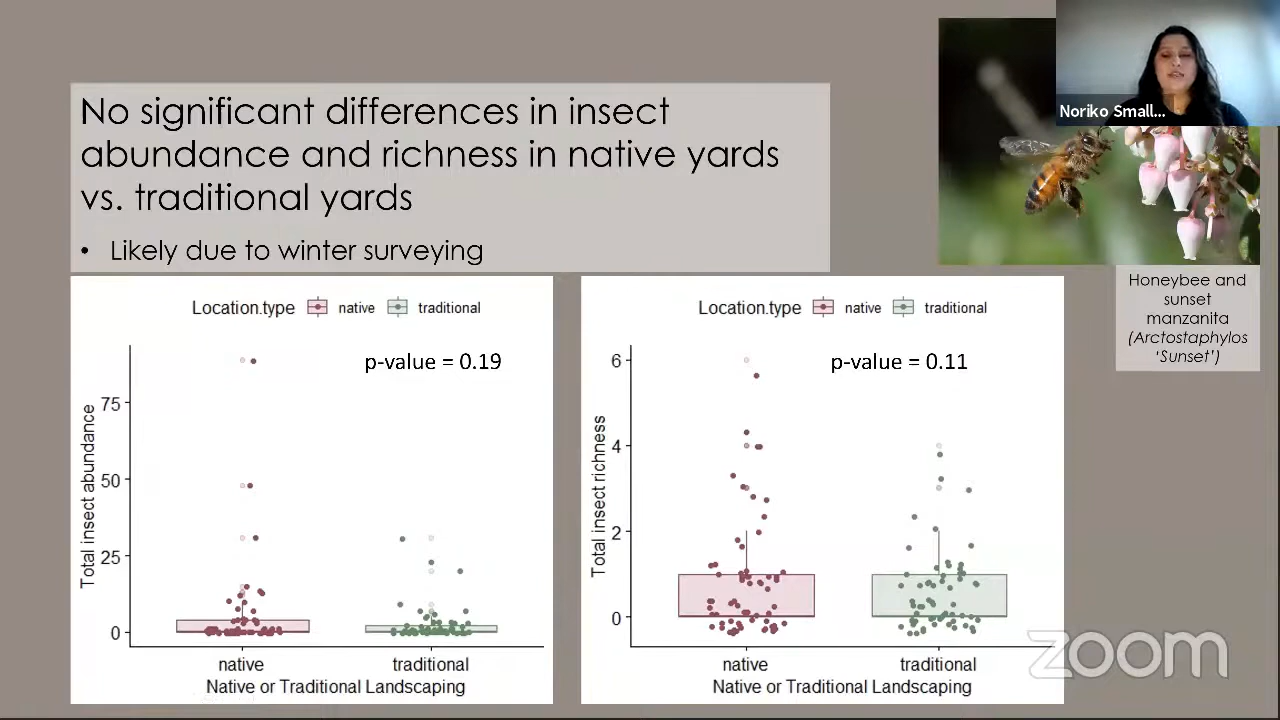 Noriko Small...
No significant differences in insect
abundance and richness in native yards
vs. traditional yards
• Likely due to winter surveying
Honeybee and
sunset
manzanita
(Arctostaphylos
‘Sunset’)
Location.type native traditional
p-value = 0.19
Total insect abundance
75
50
25
0
native traditional
Native or Traditional Landscaping
Location.type native traditional
p-value = 0.11
Total insect richness
6
4
2
0
native traditional
Native or Traditional Landscaping
zoom